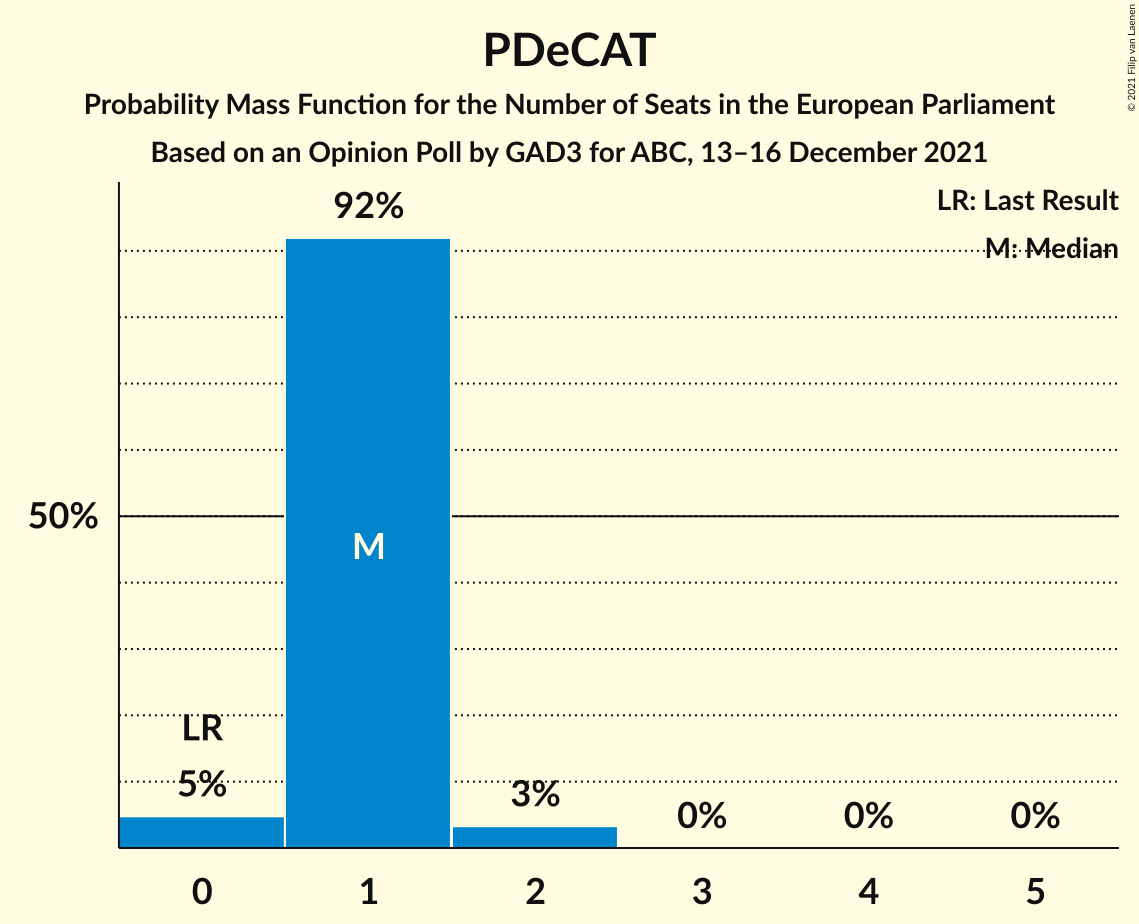 PDeCAT
Probability Mass Function for the Number of Seats in the European Parliament
Based on an Opinion Poll by GAD3 for ABC, 13–16 December 2021
© 2021 Filip van Laenen
LR: Last Result
M: Median
92%
50%
M
LR
5%
3%
0%
0%
0%
0 1 2 3 4 5